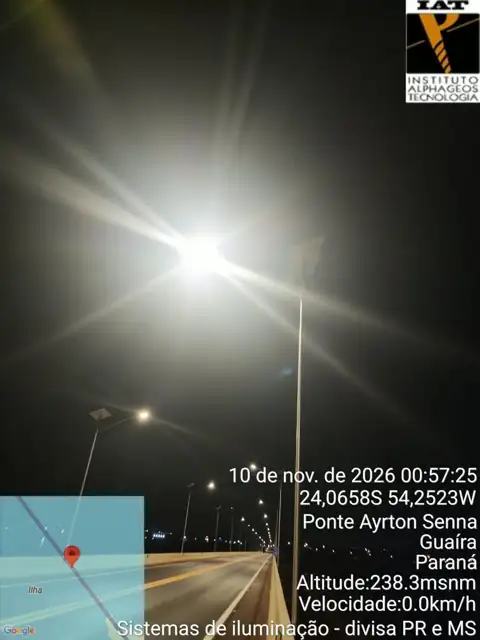 IAT
INSTITUTO
ALPHAGEOS
TECNOLOGIA
10 de nov. de 2026 00:57:25
24,0658S 54,2523W
Ponte Ayrton Senna
Guaíra
Paraná
Altitude:238.3msnm
Velocidade:0.0km/h
Sistemas de iluminação - divisa PR e MS
Ilha
Google